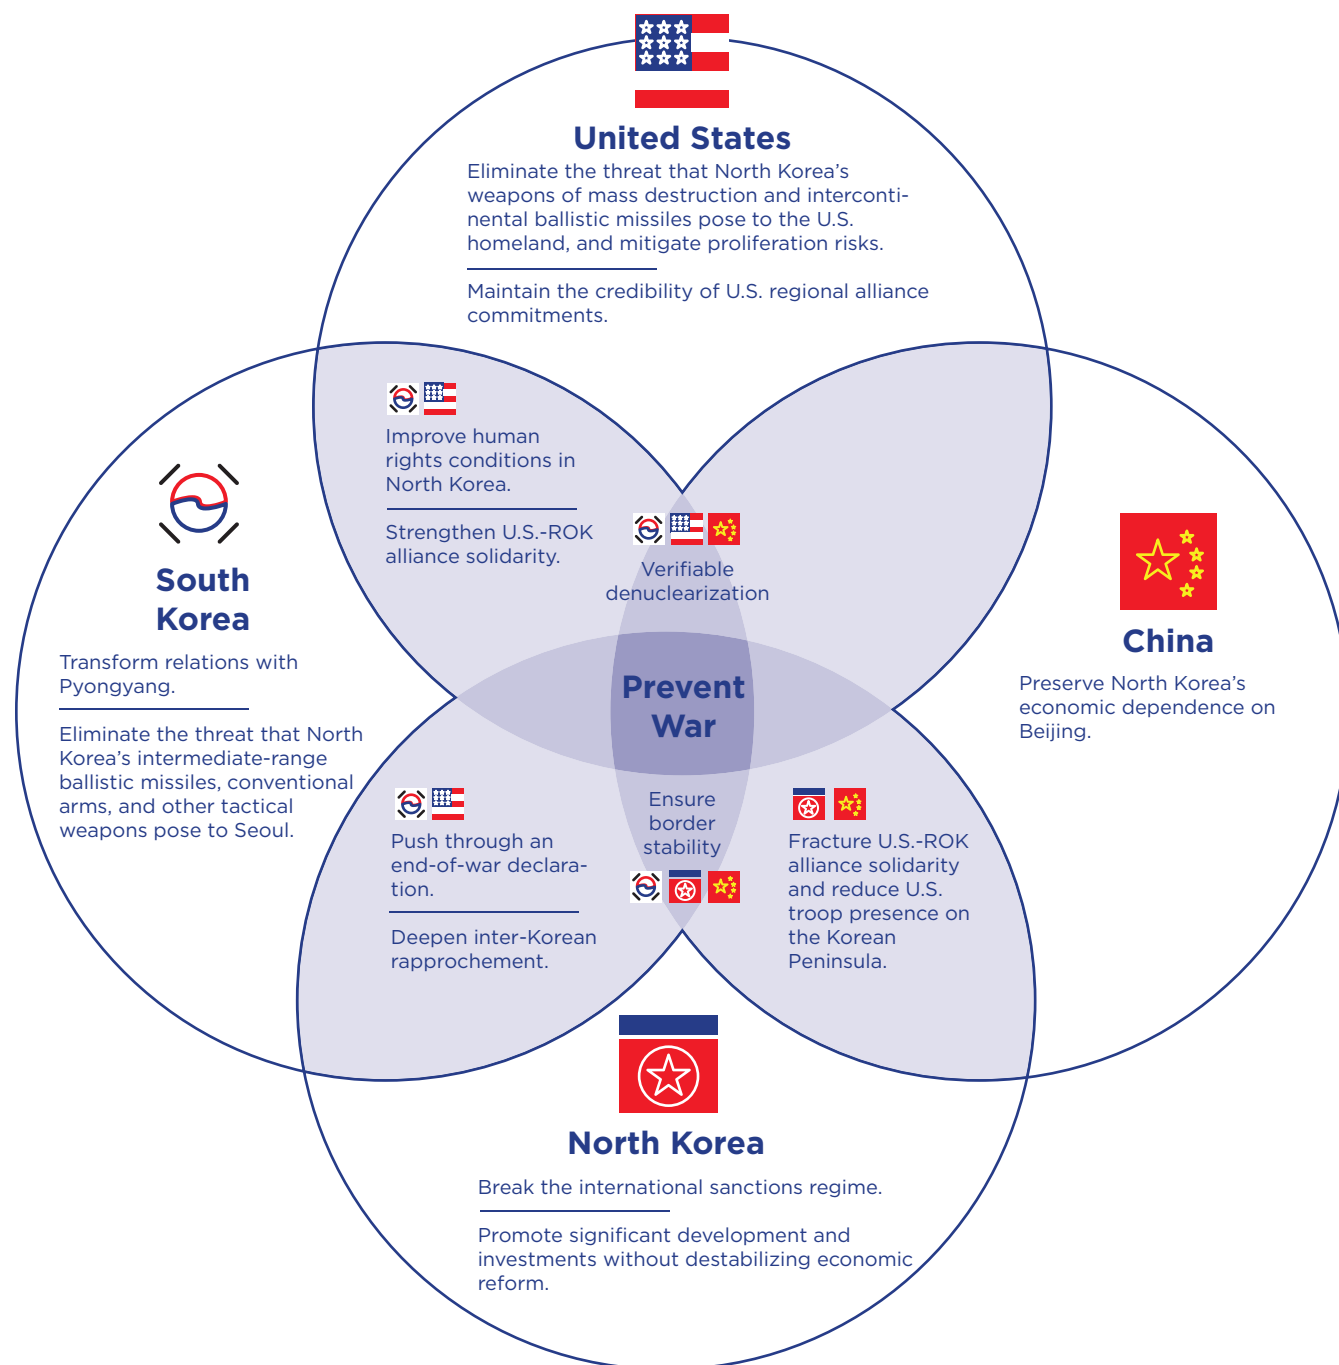 United States
Eliminate the threat that North Korea’s
weapons of mass destruction and interconti-
nental ballistic missiles pose to the U.S.
homeland, and mitigate proliferation risks.
Maintain the credibility of U.S. regional alliance
commitments.
Improve human
rights conditions in
North Korea.
Strengthen U.S.-ROK
alliance solidarity.
Verifiable
denuclearization
South
Korea
Transform relations with
Pyongyang.
Eliminate the threat that North
Korea’s intermediate-range
ballistic missiles, conventional
arms, and other tactical
weapons pose to Seoul.
Prevent
War
China
Preserve North Korea’s
economic dependence on
Beijing.
Push through an
end-of-war declara-
tion.
Deepen inter-Korean
rapprochement.
Ensure
border
stability
Fracture U.S.-ROK
alliance solidarity
and reduce U.S.
troop presence on
the Korean
Peninsula.
North Korea
Break the international sanctions regime.
Promote significant development and
investments without destabilizing economic
reform.